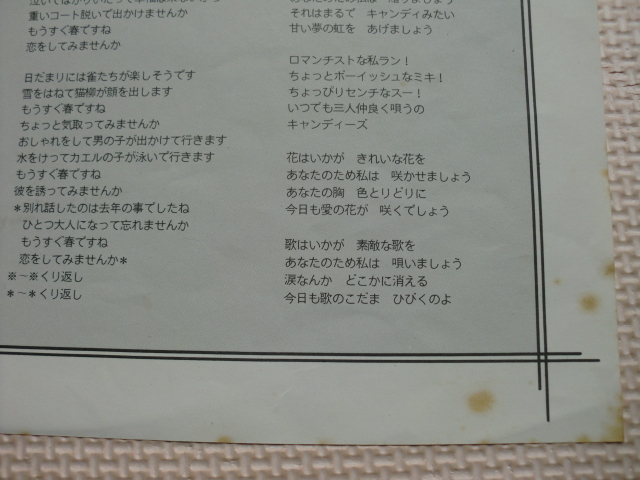 重いコート脱いで出かけませんか
もうすぐ春ですね
恋をしてみませんか
日だまりには雀たちが楽しそうです
雪をはねて猫柳が顔を出します
もうすぐ春ですね
ちょっと気取ってみませんか
おしゃれをして男の子が出かけて行きます
水をけってカエルの子が泳いで行きます
もうすぐ春ですね
彼を誘ってみませんか
*別れ話したのは去年の事でしたね
ひとつ大人になって忘れませんか
もうすぐ春ですね
恋をしてみませんか*
※〜※くり返し
*〜*くり返し
それはまるで キャンディみたい
甘い夢の虹を あげましょう
ロマンチストな私ラン!
ちょっとボーイッシュなミキ!
ちょっぴりセンチなスー!
いつでも三人仲良く唄うの
キャンディーズ
花はいかが きれいな花を
あなたのため私は 咲かせましょう
あなたの胸 色とりどりに
今日も愛の花が 咲くでしょう
歌はいかが 素敵な歌を
あなたのため私は 唄いましょう
涙なんか どこかに消える
今日も歌のこだま ひびくのよ